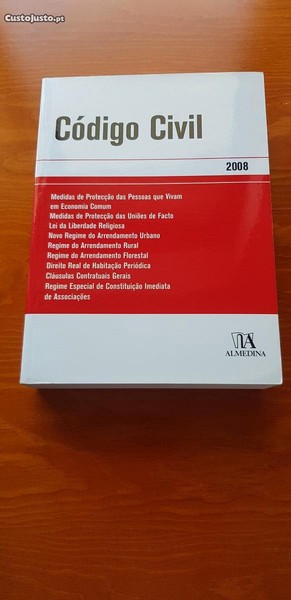 CustoJusto.pt
Código Civil
2008
Medidas de Protecção das Pessoas que Vivam
em Economia Comum
Medidas de Protecção das Uniões de Facto
Lei da Liberdade Religiosa
Novo Regime do Arrendamento Urbano
Regime do Arrendamento Rural
Regime do Arrendamento Florestal
Direito Real de Habitação Periódica
Cláusulas Contratuais Gerais
Regime Especial de Constituição Imediata
de Associações
ALMEDINA